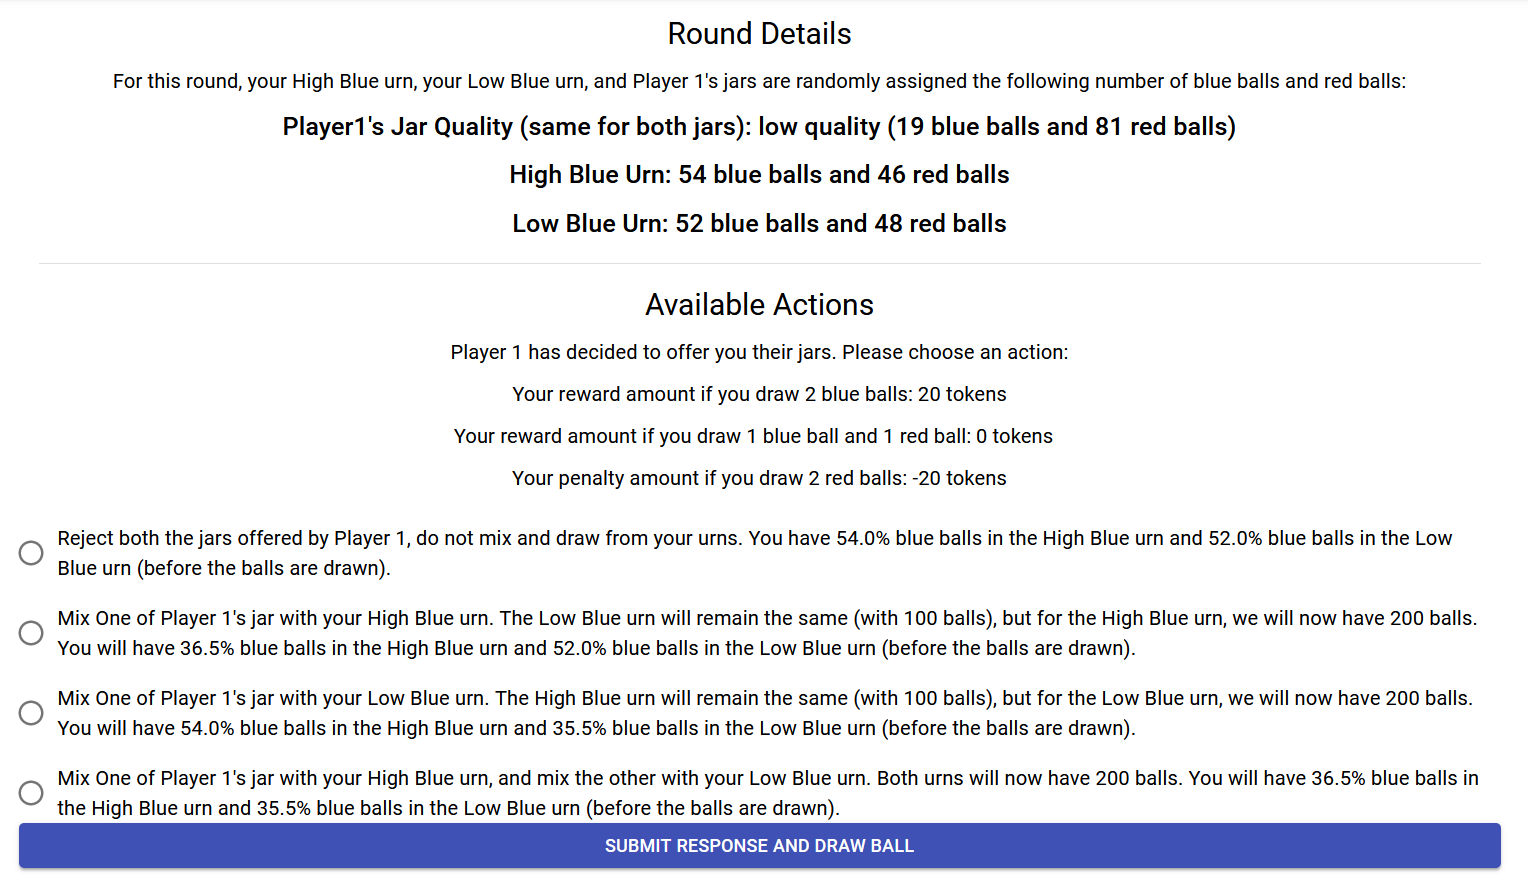 Round Details
For this round, your High Blue urn, your Low Blue urn, and Player 1's jars are randomly assigned the following number of blue balls and red balls:
Player1's Jar Quality (same for both jars): low quality (19 blue balls and 81 red balls)
High Blue Urn: 54 blue balls and 46 red balls
Low Blue Urn: 52 blue balls and 48 red balls
Available Actions
Player 1 has decided to offer you their jars. Please choose an action:
Your reward amount if you draw 2 blue balls: 20 tokens
Your reward amount if you draw 1 blue ball and 1 red ball: 0 tokens
Your penalty amount if you draw 2 red balls: -20 tokens
Reject both the jars offered by Player 1, do not mix and draw from your urns. You have 54.0% blue balls in the High Blue urn and 52.0% blue balls in the Low
Blue urn (before the balls are drawn).
Mix One of Player 1's jar with your High Blue urn. The Low Blue urn will remain the same (with 100 balls), but for the High Blue urn, we will now have 200 balls.
You will have 36.5% blue balls in the High Blue urn and 52.0% blue balls in the Low Blue urn (before the balls are drawn).
Mix One of Player 1's jar with your Low Blue urn. The High Blue urn will remain the same (with 100 balls), but for the Low Blue urn, we will now have 200 balls.
You will have 54.0% blue balls in the High Blue urn and 35.5% blue balls in the Low Blue urn (before the balls are drawn).
Mix One of Player 1's jar with your High Blue urn, and mix the other with your Low Blue urn. Both urns will now have 200 balls. You will have 36.5% blue balls in
the High Blue urn and 35.5% blue balls in the Low Blue urn (before the balls are drawn).
SUBMIT RESPONSE AND DRAW BALL